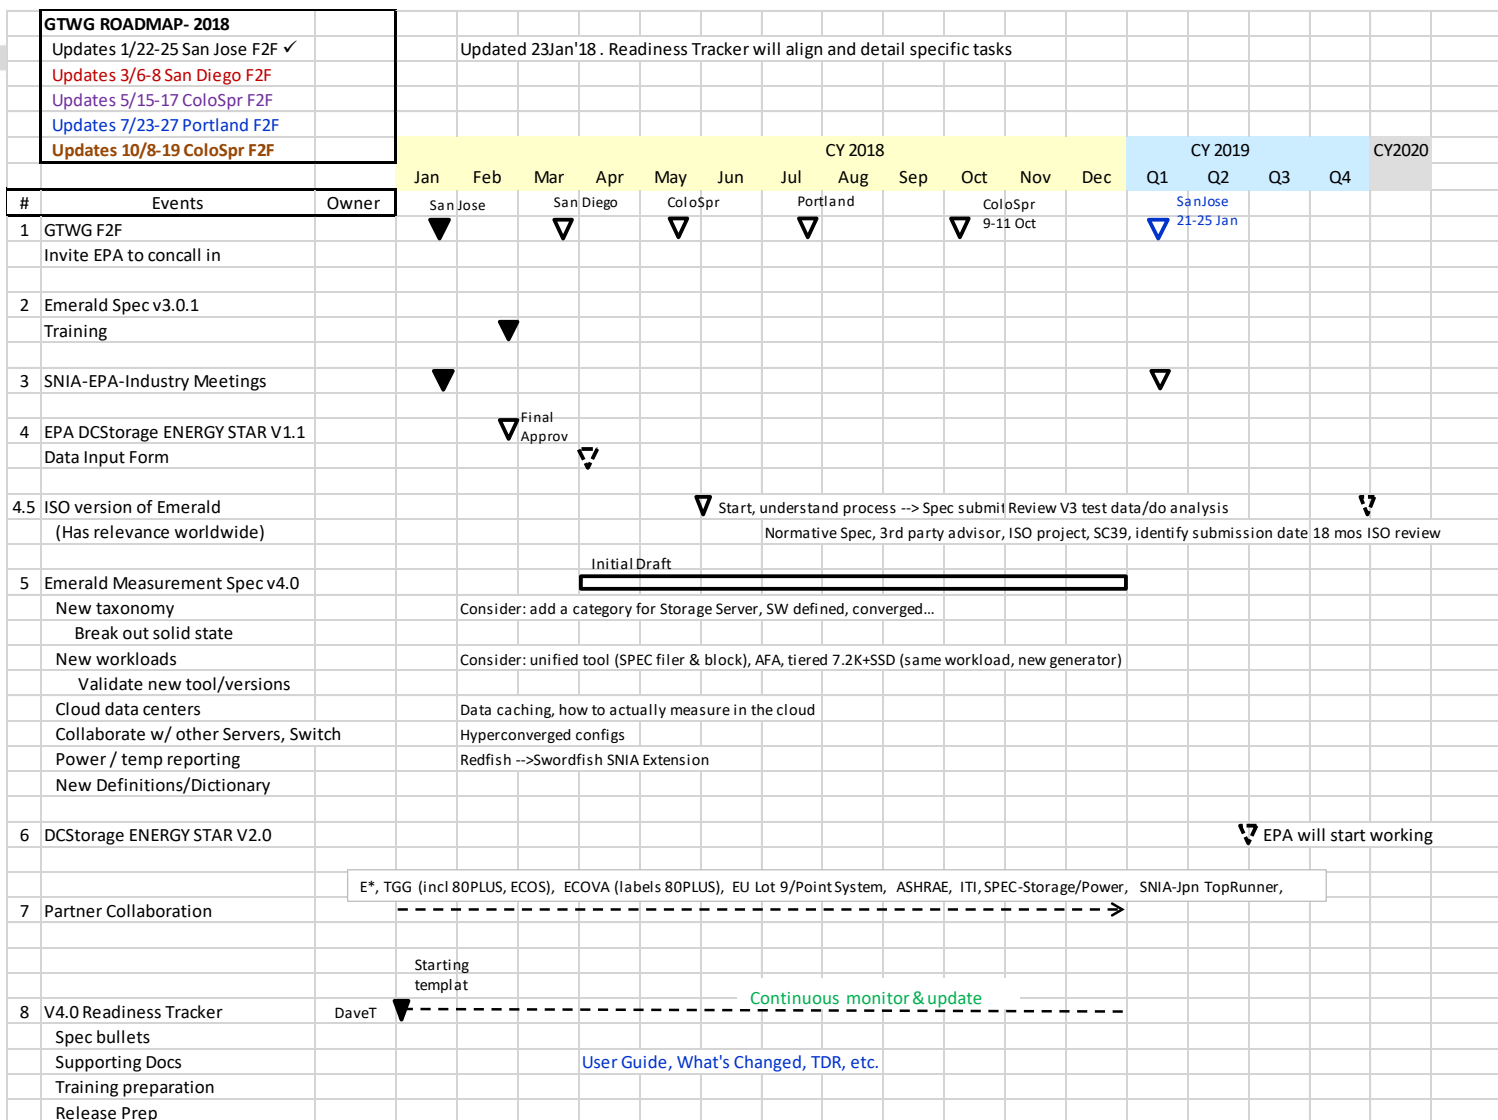 GTWG ROADMAP- 2018
Updates 1/22-25 San Jose F2F ✓
Updated 23Jan'18 . Readiness Tracker will align and detail specific tasks
Updates 3/6-8 San Diego F2F
Updates 5/15-17 ColoSpr F2F
Updates 7/23-27 Portland F2F
Updates 10/8-19 ColoSpr F2F
CY 2018 CY 2019 CY2020
Jan Feb Mar Apr May Jun Jul Aug Sep Oct Nov Dec Q1 Q2 Q3 Q4
# Events Owner
San Jose San Diego ColoSpr Portland ColoSpr SanJose
9-11 Oct 21-25 Jan
1 GTWG F2F
Invite EPA to concall in
2 Emerald Spec v3.0.1
Training
3 SNIA-EPA-Industry Meetings
Final
Approv
4 EPA DCStorage ENERGY STAR V1.1
Data Input Form
4.5 ISO version of Emerald Start, understand process --> Spec submit Review V3 test data/do analysis
(Has relevance worldwide) Normative Spec, 3rd party advisor, ISO project, SC39, identify submission date 18 mos ISO review
Initial Draft
5 Emerald Measurement Spec v4.0
New taxonomy Consider: add a category for Storage Server, SW defined, converged...
Break out solid state
New workloads Consider: unified tool (SPEC filer & block), AFA, tiered 7.2K+SSD (same workload, new generator)
Validate new tool/versions
Cloud data centers Data caching, how to actually measure in the cloud
Collaborate w/ other Servers, Switch Hyperconverged configs
Power / temp reporting Redfish -->Swordfish SNIA Extension
New Definitions/Dictionary
6 DCStorage ENERGY STAR V2.0 EPA will start working
E*, TGG (incl 80PLUS, ECOS), ECOVA (labels 80PLUS), EU Lot 9/Point System, ASHRAE, ITI, SPEC-Storage/Power, SNIA-Jpn TopRunner,
7 Partner Collaboration
Starting
templat
Continuous monitor & update
8 V4.0 Readiness Tracker DaveT
Spec bullets
Supporting Docs User Guide, What's Changed, TDR, etc.
Training preparation
Release Prep